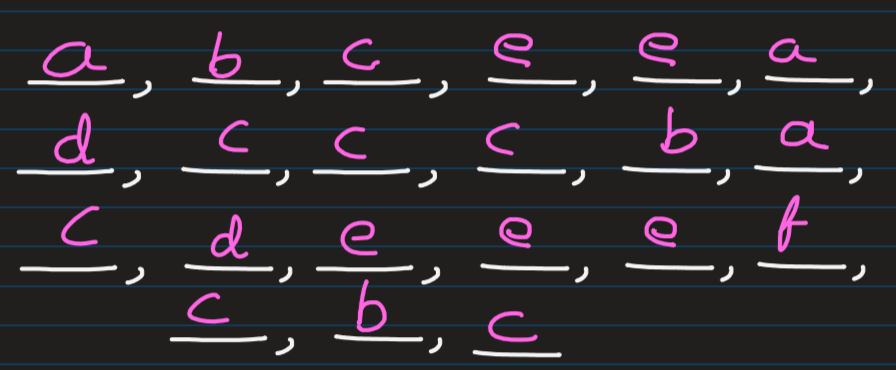 a, b, c, e, e, a,
d, c, c, c, b, a,
c, d, e, e, e, f,
c, b, c